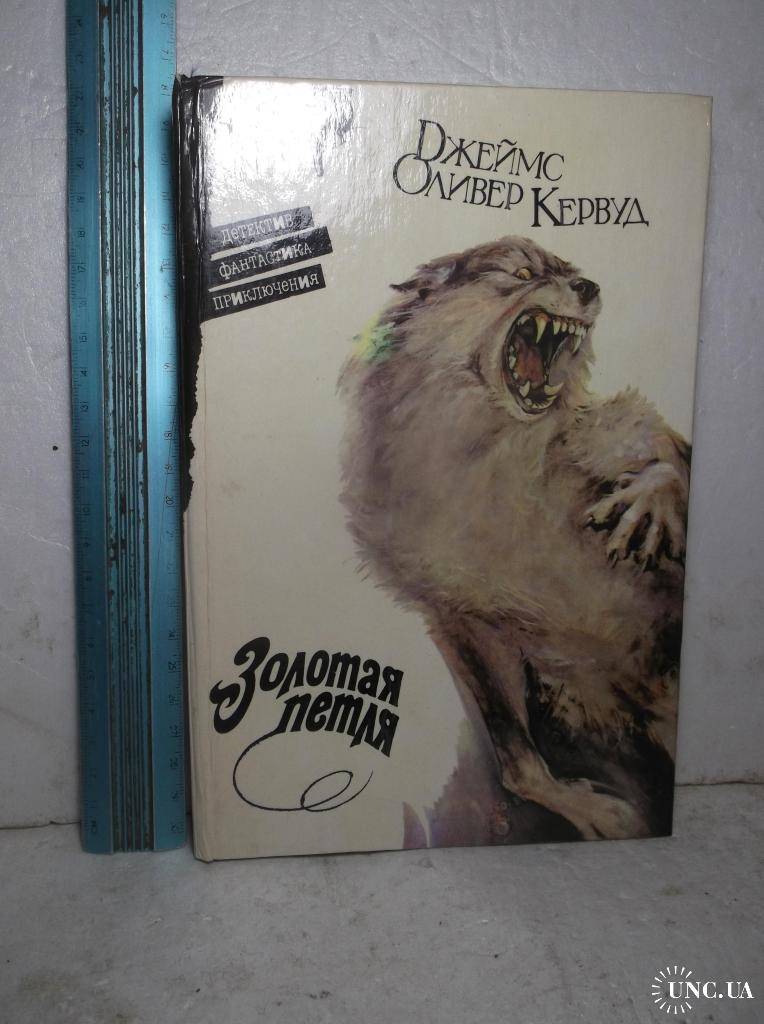 Джеймс
Оливер Кервуд
детектив
фантастика
приключения
Золотая
петля
UNC.UA